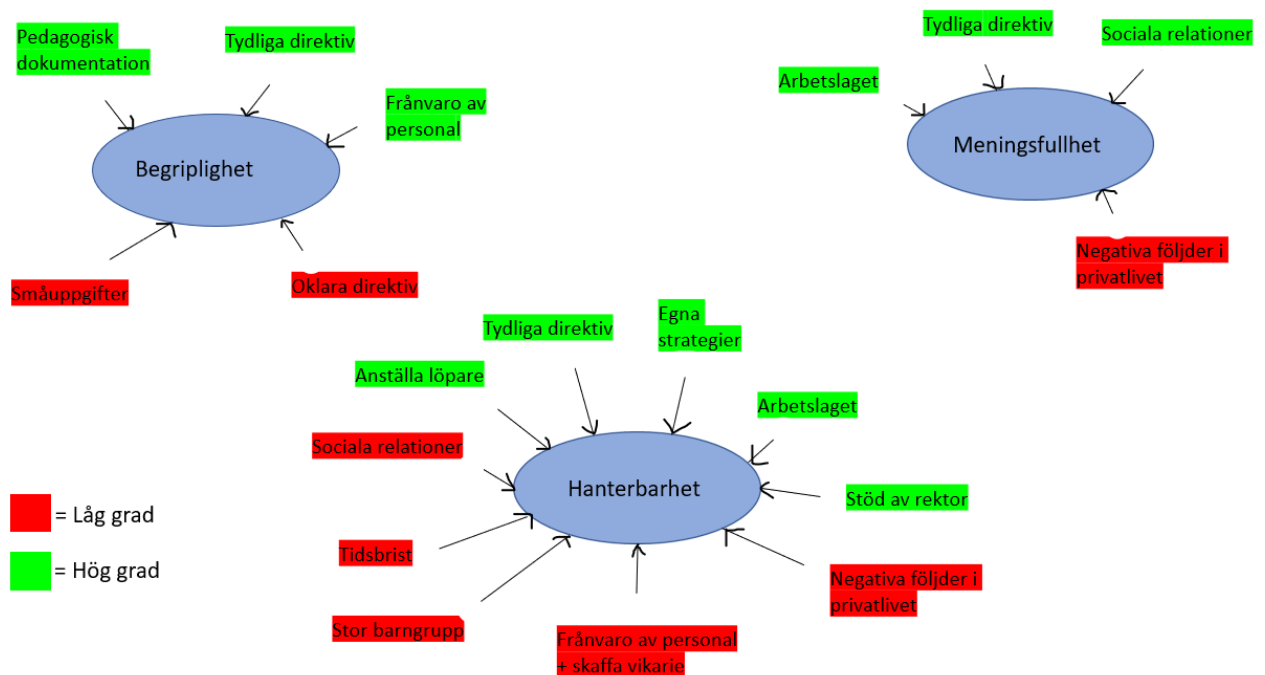 Pedagogisk
dokumentation
Tydliga direktiv
Frånvaro av
personal
Begriplighet
Småuppgifter
Oklara direktiv
Tydliga direktiv
Sociala relationer
Arbetslaget
Meningsfullhet
Negativa följder i
privatlivet
Egna
strategier
Tydliga direktiv
Anställa löpare
Arbetslaget
Sociala relationer
Hanterbarhet
Stöd av rektor
Tidsbrist
Negativa följder i
privatlivet
Stor barngrupp
Frånvaro av personal
+ skaffa vikarie
= Låg grad
= Hög grad